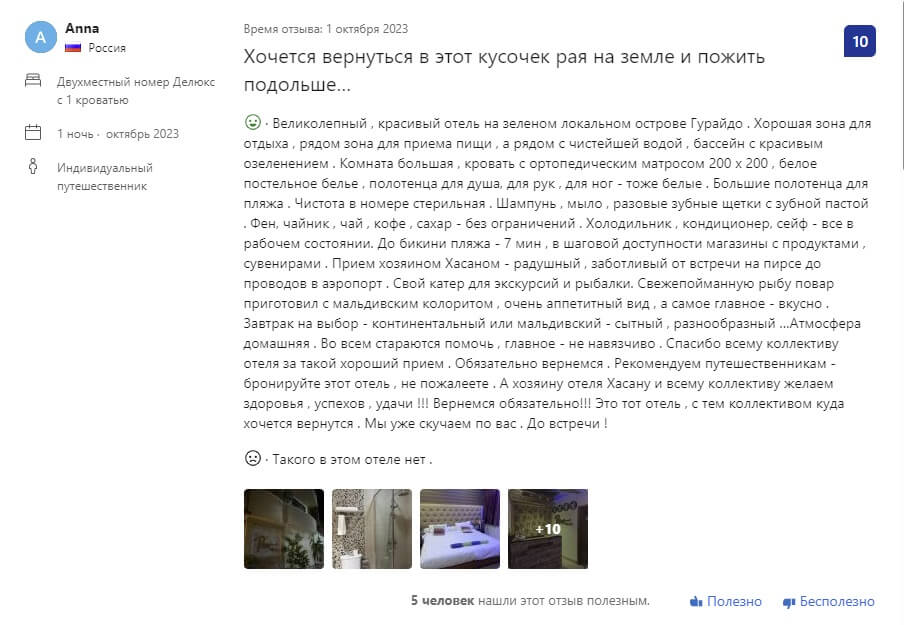 A
Anna
Россия
Двухместный номер Делюкс
с 1 кроватью
1 ночь · октябрь 2023
Индивидуальный
путешественник
Время отзыва: 1 октября 2023
10
Хочется вернуться в этот кусочек рая на земле и пожить
подольше...
· Великолепный , красивый отель на зеленом локальном острове Гурайдо . Хорошая зона для
отдыха , рядом зона для приема пищи , а рядом с чистейшей водой , бассейн с красивым
озеленением . Комната большая , кровать с ортопедическим матросом 200 х 200 , белое
постельное белье , полотенца для душа, для рук , для ног - тоже белые . Большие полотенца для
пляжа . Чистота в номере стерильная . Шампунь , мыло , разовые зубные щетки с зубной пастой
. Фен, чайник , чай , кофе , сахар - без ограничений . Холодильник , кондиционер, сейф - все в
рабочем состоянии. До бикини пляжа - 7 мин , в шаговой доступности магазины с продуктами ,
сувенирами . Прием хозяином Хасаном - радушный , заботливый от встречи на пирсе до
проводов в аэропорт . Свой катер для экскурсий и рыбалки. Свежепойманную рыбу повар
приготовил с мальдивским колоритом , очень аппетитный вид , а самое главное - вкусно .
Завтрак на выбор - континентальный или мальдивский - сытный , разнообразный ...Атмосфера
домашняя . Во всем стараются помочь , главное - не навязчиво . Спасибо всему коллективу
отеля за такой хороший прием . Обязательно вернемся . Рекомендуем путешественникам -
бронируйте этот отель , не пожалеете . А хозяину отеля Хасану и всему коллективу желаем
здоровья , успехов , удачи !!! Вернемся обязательно!!! Это тот отель , с тем коллективом куда
хочется вернутся . Мы уже скучаем по вас . До встречи !
· Такого в этом отеле нет .
+10
5 человек нашли этот отзыв полезным.
Полезно
Бесполезно